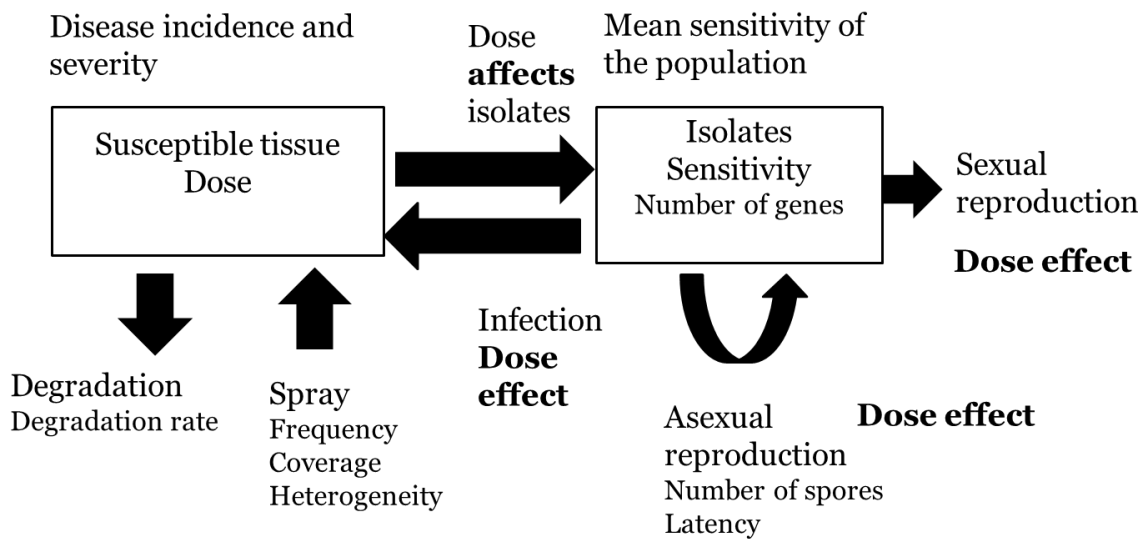 Disease incidence and
severity
Dose
affects
isolates
Mean sensitivity of
the population
Susceptible tissue
Dose
Isolates
Sensitivity
Number of genes
Sexual
reproduction
Dose effect
Degradation
Degradation rate
Spray
Frequency
Coverage
Heterogeneity
Infection
Dose
effect
Asexual
reproduction
Number of spores
Latency
Dose effect